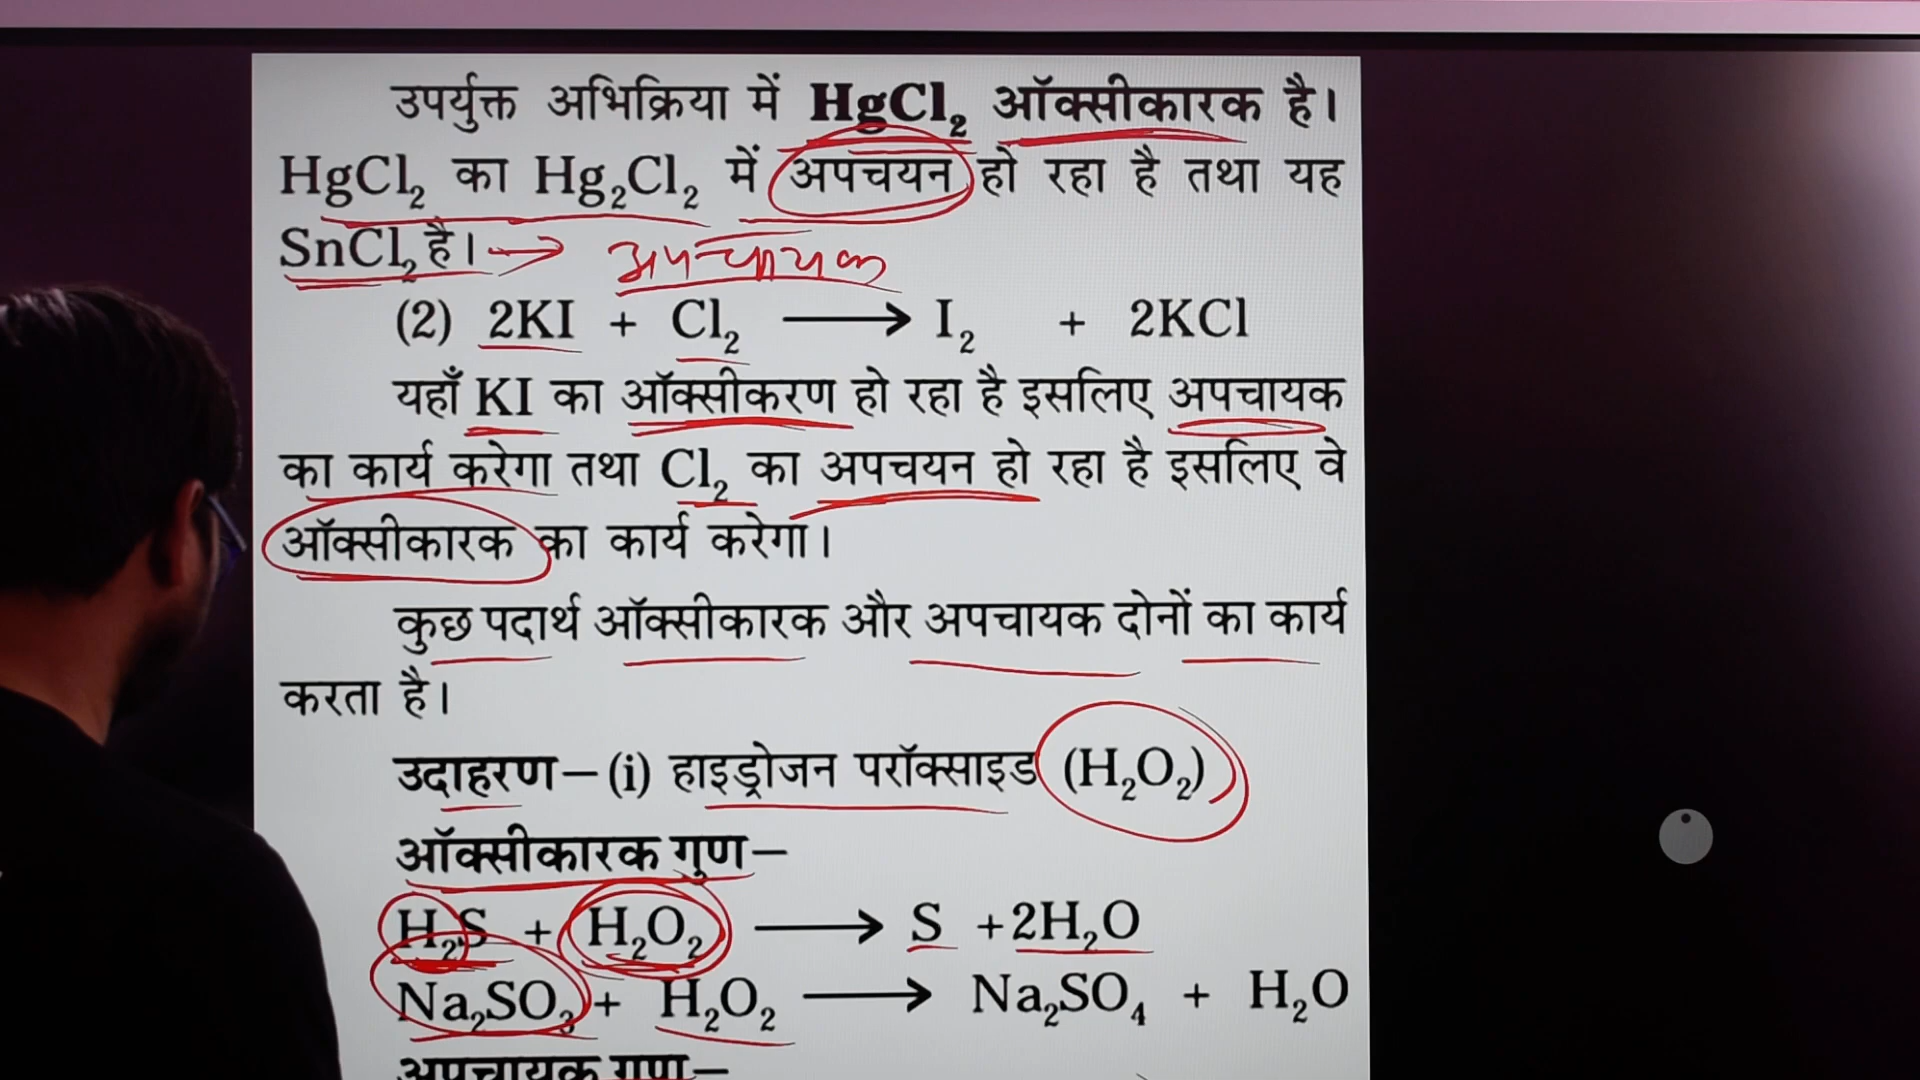 उपर्युक्त अभिक्रिया में HgCl₂ ऑक्सीकारक है।
HgCl₂ का Hg₂Cl₂ में अपचयन हो रहा है तथा यह
SnCl₂ है। → अपचायक
(2) 2KI + Cl₂ ⟶ I₂ + 2KCl
यहाँ KI का ऑक्सीकरण हो रहा है इसलिए अपचायक
का कार्य करेगा तथा Cl₂ का अपचयन हो रहा है इसलिए वे
ऑक्सीकारक का कार्य करेगा।
कुछ पदार्थ ऑक्सीकारक और अपचायक दोनों का कार्य
करता है।
उदाहरण—(i) हाइड्रोजन परॉक्साइड (H₂O₂)
ऑक्सीकारक गुण—
H₂S + H₂O₂ ⟶ S +2H₂O
Na₂SO₃ + H₂O₂ ⟶ Na₂SO₄ + H₂O
अपचायक गुण—